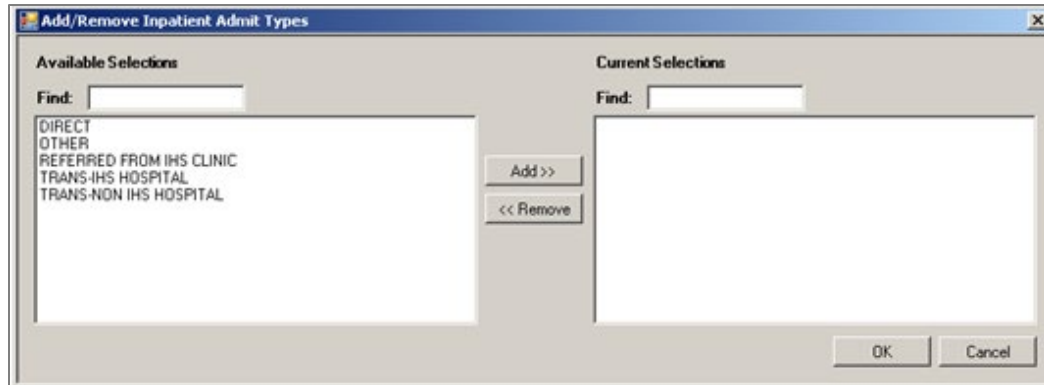 Add/Remove Inpatient Admit Types
Available Selections
Find:
DIRECT
OTHER
REFERRED FROM IHS CLINIC
TRANS-IHS HOSPITAL
TRANS-NON IHS HOSPITAL
Add >>
<< Remove
Current Selections
Find:
OK
Cancel